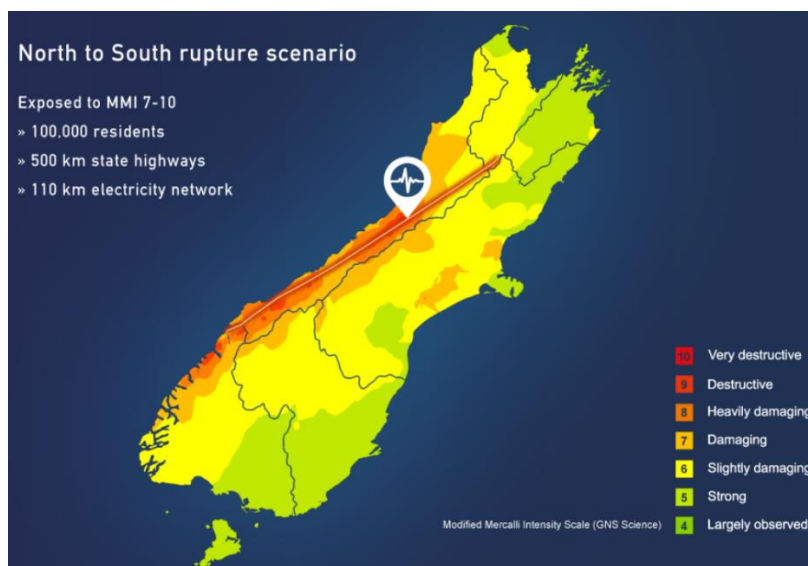 North to South rupture scenario
Exposed to MMI 7-10
» 100,000 residents
» 500 km state highways
» 110 km electricity network
10 Very destructive
9 Destructive
8 Heavily damaging
7 Damaging
6 Slightly damaging
5 Strong
4 Largely observed
Modified Mercalli Intensity Scale (GNS Science)